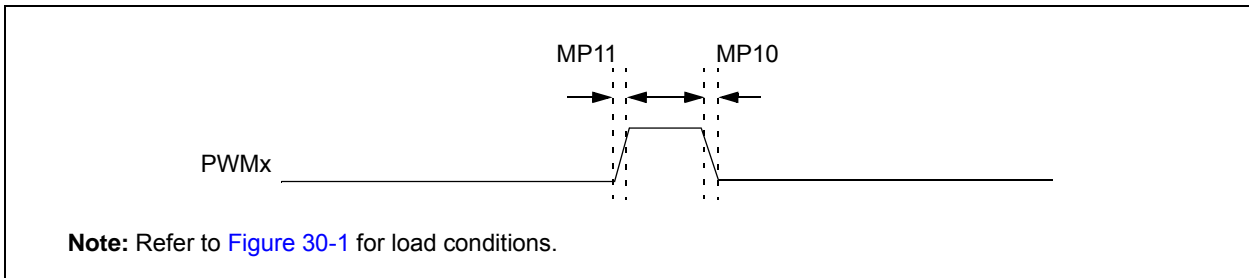 MP11 MP10
PWMx
Note: Refer to Figure 30-1 for load conditions.